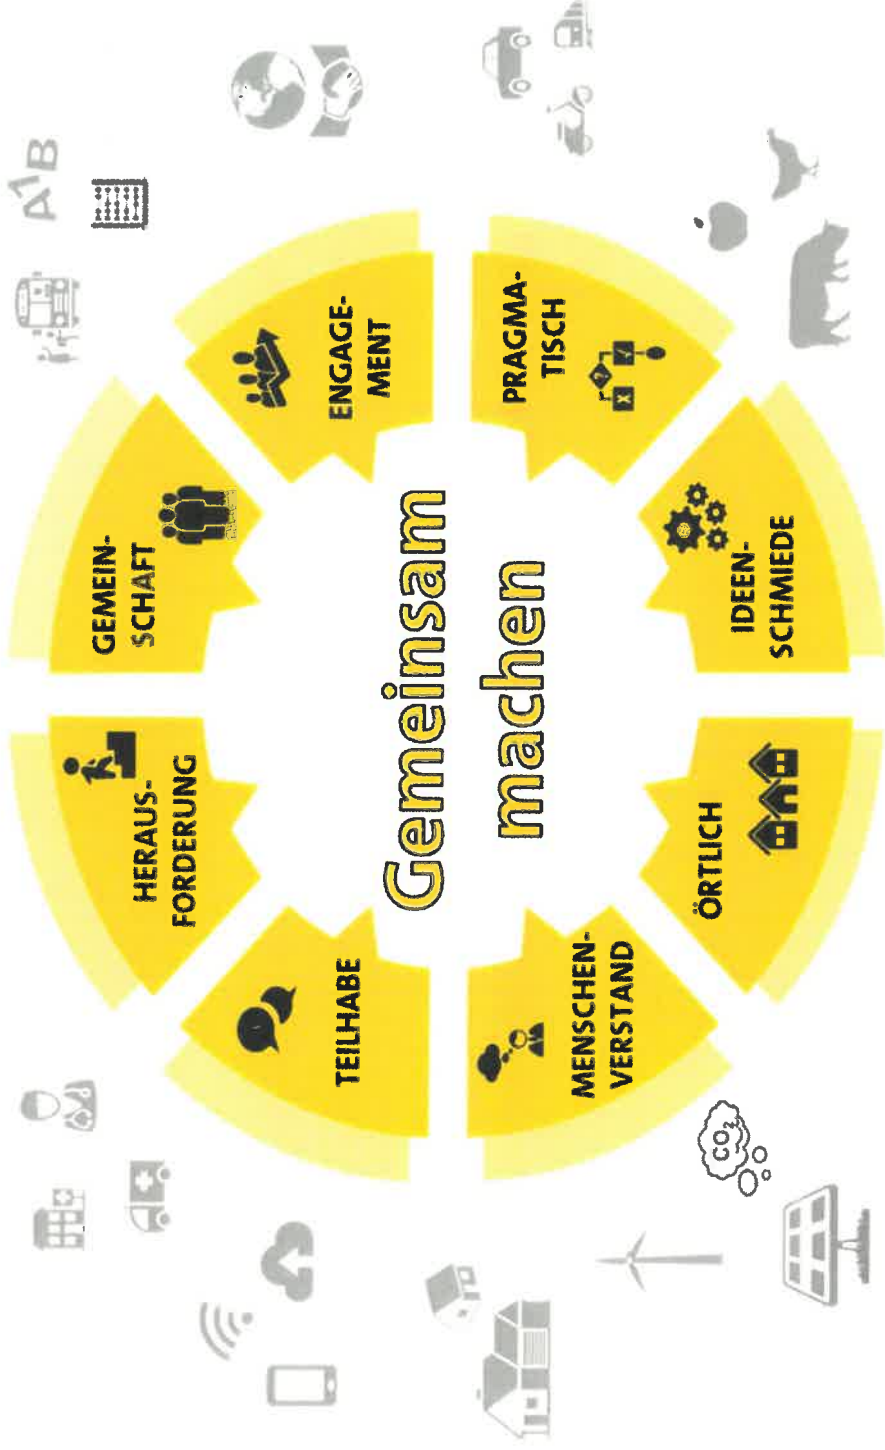 A1B
HERAUS-
FORDERUNG
GEMEIN-
SCHAFT
TEILHABE
ENGAGE-
MENT
Gemeinsam
machen
MENSCHEN-
VERSTAND
PRAGMA-
TISCH
?
X
CO₂
ÖRTLICH
IDEEN-
SCHMIEDE